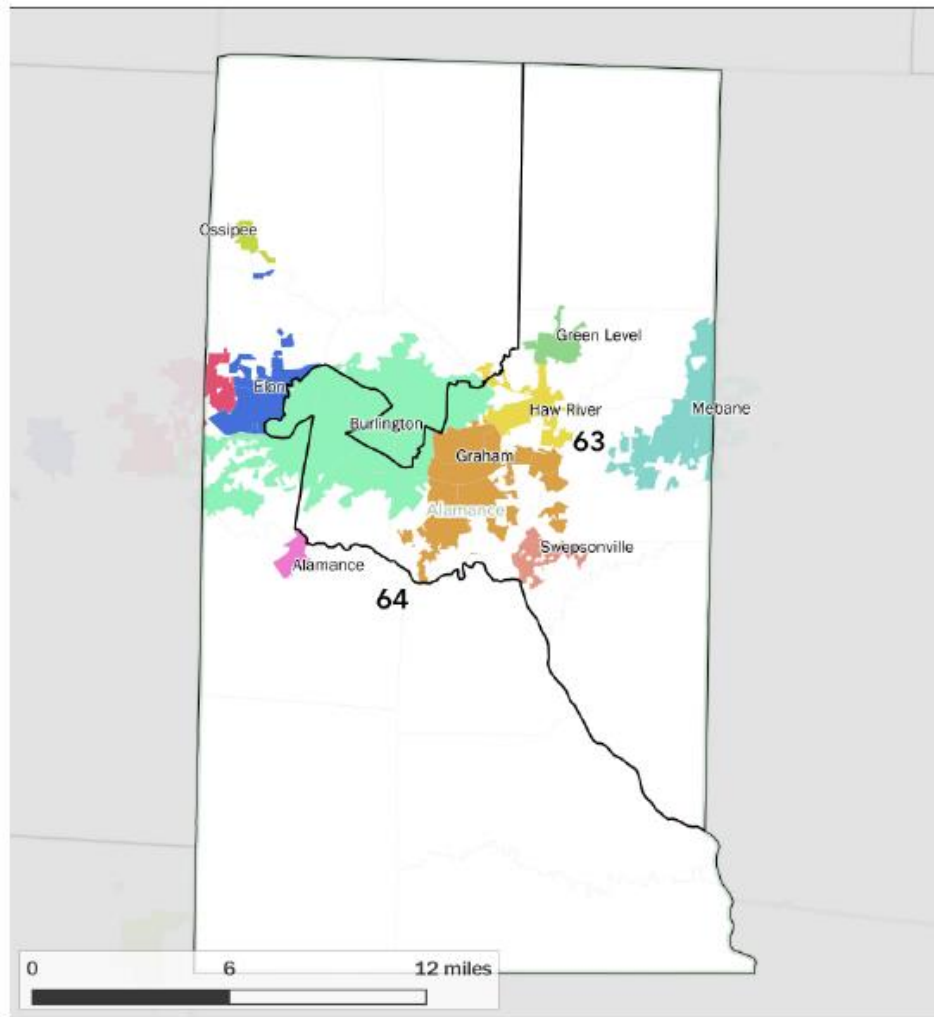 Ossipee
Green Level
Elon
Haw River
Mebane
Burlington
63
Graham
Alamance
Swepsonville
Alamance
64
0 6 12 miles